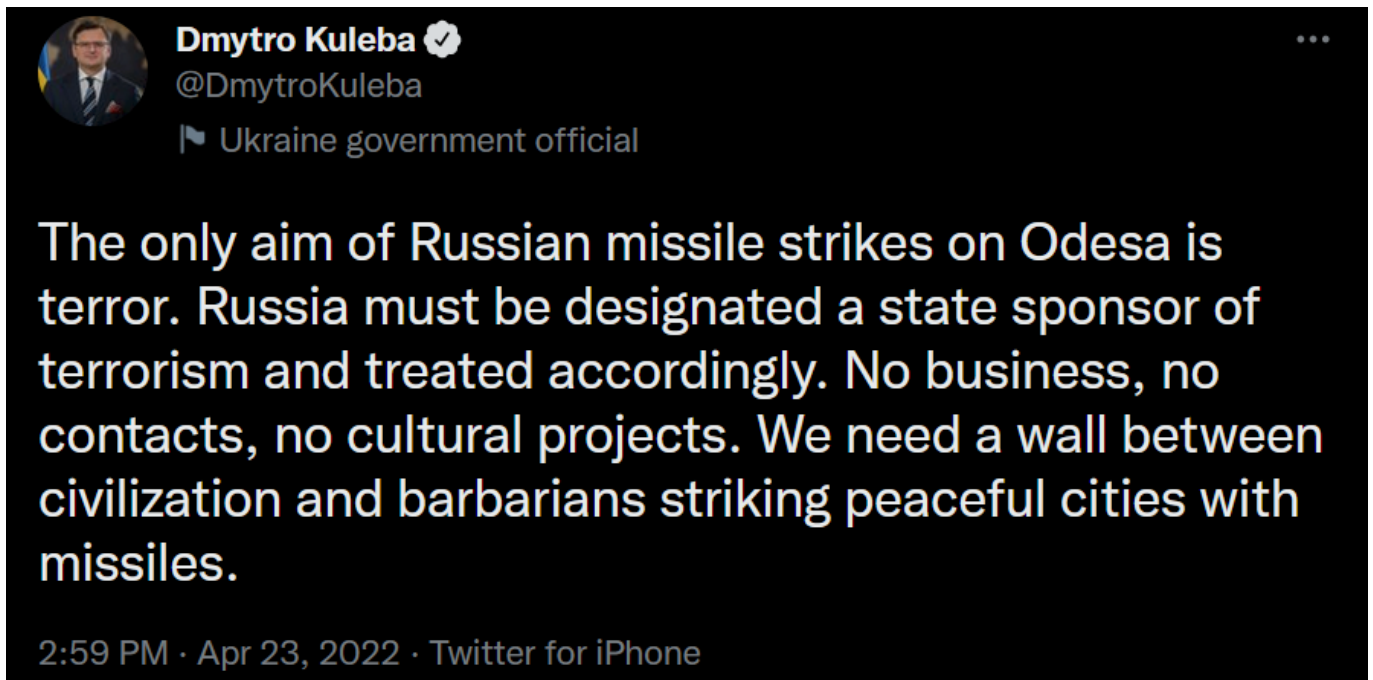 Dmytro Kuleba
@DmytroKuleba
Ukraine government official
The only aim of Russian missile strikes on Odesa is
terror. Russia must be designated a state sponsor of
terrorism and treated accordingly. No business, no
contacts, no cultural projects. We need a wall between
civilization and barbarians striking peaceful cities with
missiles.
2:59 PM · Apr 23, 2022 · Twitter for iPhone